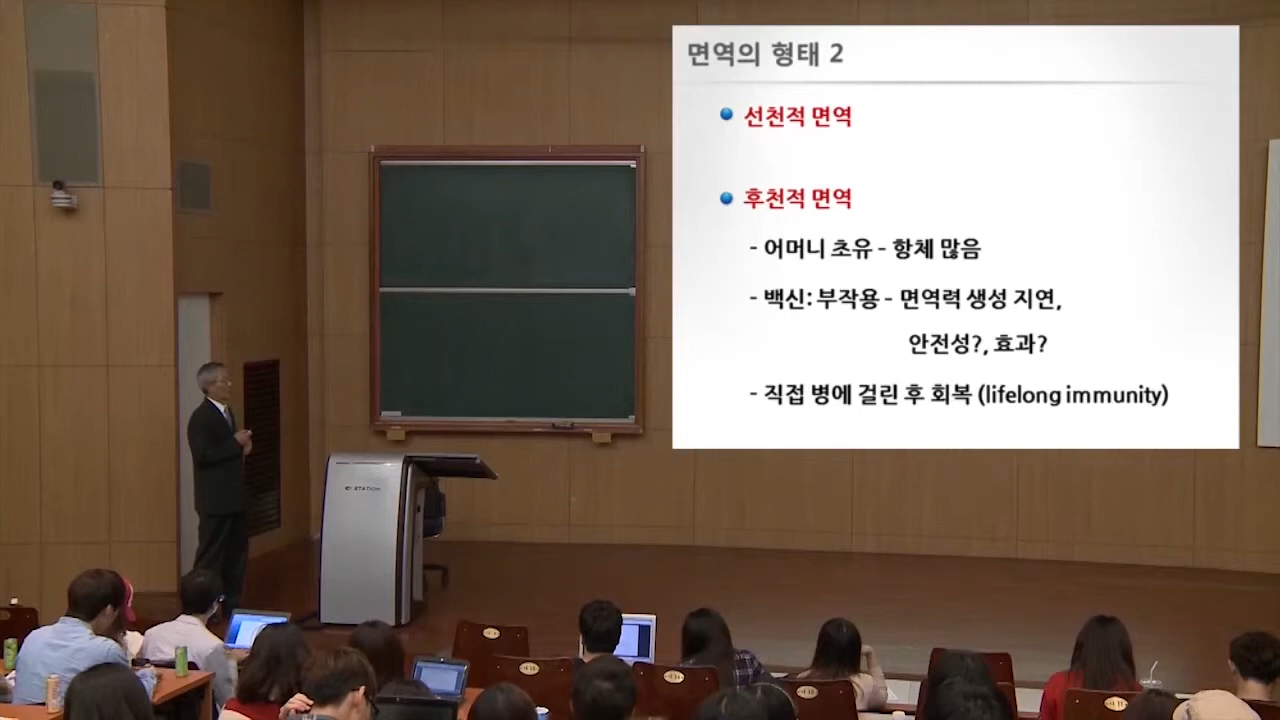 면역의 형태 2
선천적 면역
후천적 면역
- 어머니 초유 - 항체 많음
- 백신: 부작용 - 면역력 생성 지연,
안전성?, 효과?
- 직접 병에 걸린 후 회복 (lifelong immunity)
STATION